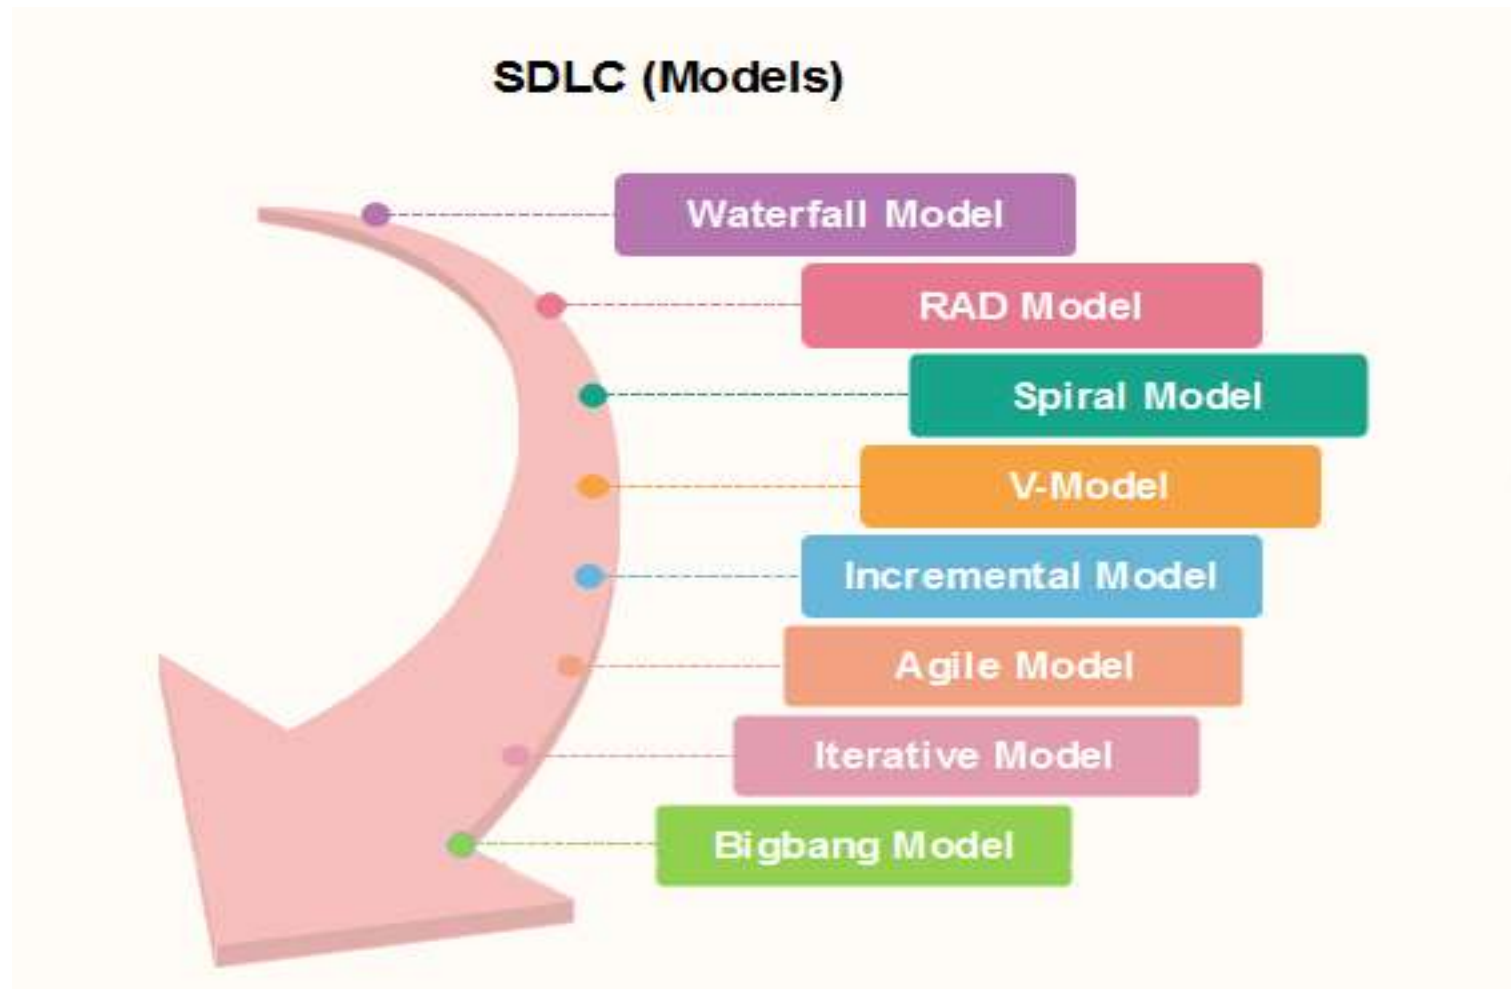 SDLC (Models)
Waterfall Model
RAD Model
Spiral Model
V-Model
Incremental Model
Agile Model
Iterative Model
Bigbang Model